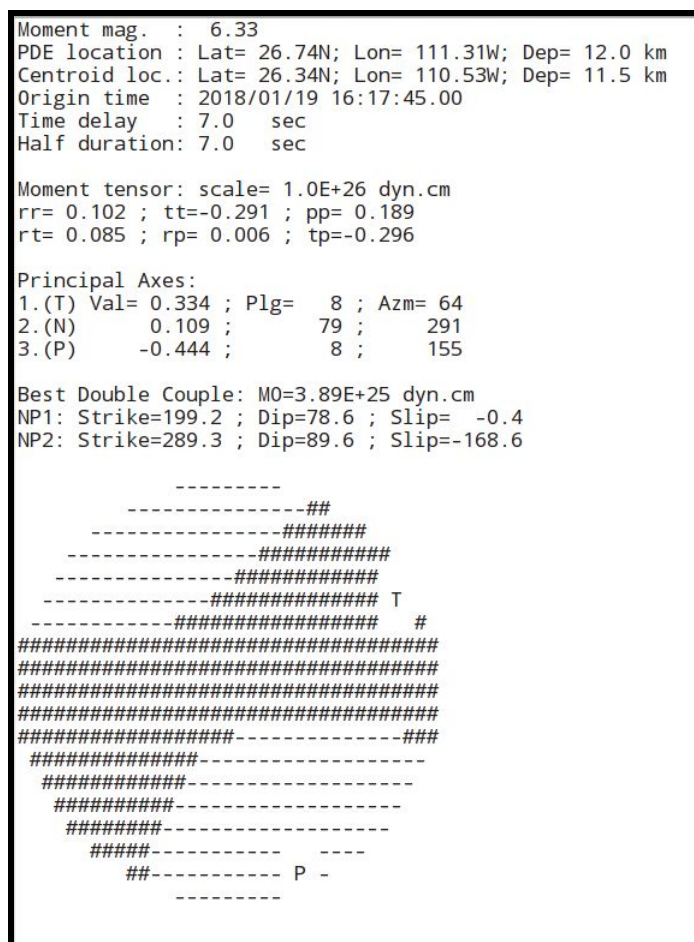 Moment mag.  :  6.33
PDE location : Lat= 26.74N; Lon= 111.31W; Dep= 12.0 km
Centroid loc.: Lat= 26.34N; Lon= 110.53W; Dep= 11.5 km
Origin time  : 2018/01/19 16:17:45.00
Time delay   : 7.0   sec
Half duration: 7.0   sec

Moment tensor: scale= 1.0E+26 dyn.cm
rr= 0.102 ; tt=-0.291 ; pp= 0.189
rt= 0.085 ; rp= 0.006 ; tp=-0.296

Principal Axes:
1.(T) Val= 0.334 ; Plg=   8 ; Azm= 64
2.(N)      0.109 ;       79 ;     291
3.(P)     -0.444 ;        8 ;     155

Best Double Couple: M0=3.89E+25 dyn.cm
NP1: Strike=199.2 ; Dip=78.6 ; Slip=  -0.4
NP2: Strike=289.3 ; Dip=89.6 ; Slip=-168.6

             ---------
         ---------------##
      ----------------#######
    ----------------###########
   ---------------############
  --------------############## T
 ------------#################   #
###################################
###################################
###################################
###################################
##################--------------###
 ##############-------------------
  ############-------------------
   ##########-------------------
    ########-------------------
      #####-----------   ----
         ##----------- P -
             ---------